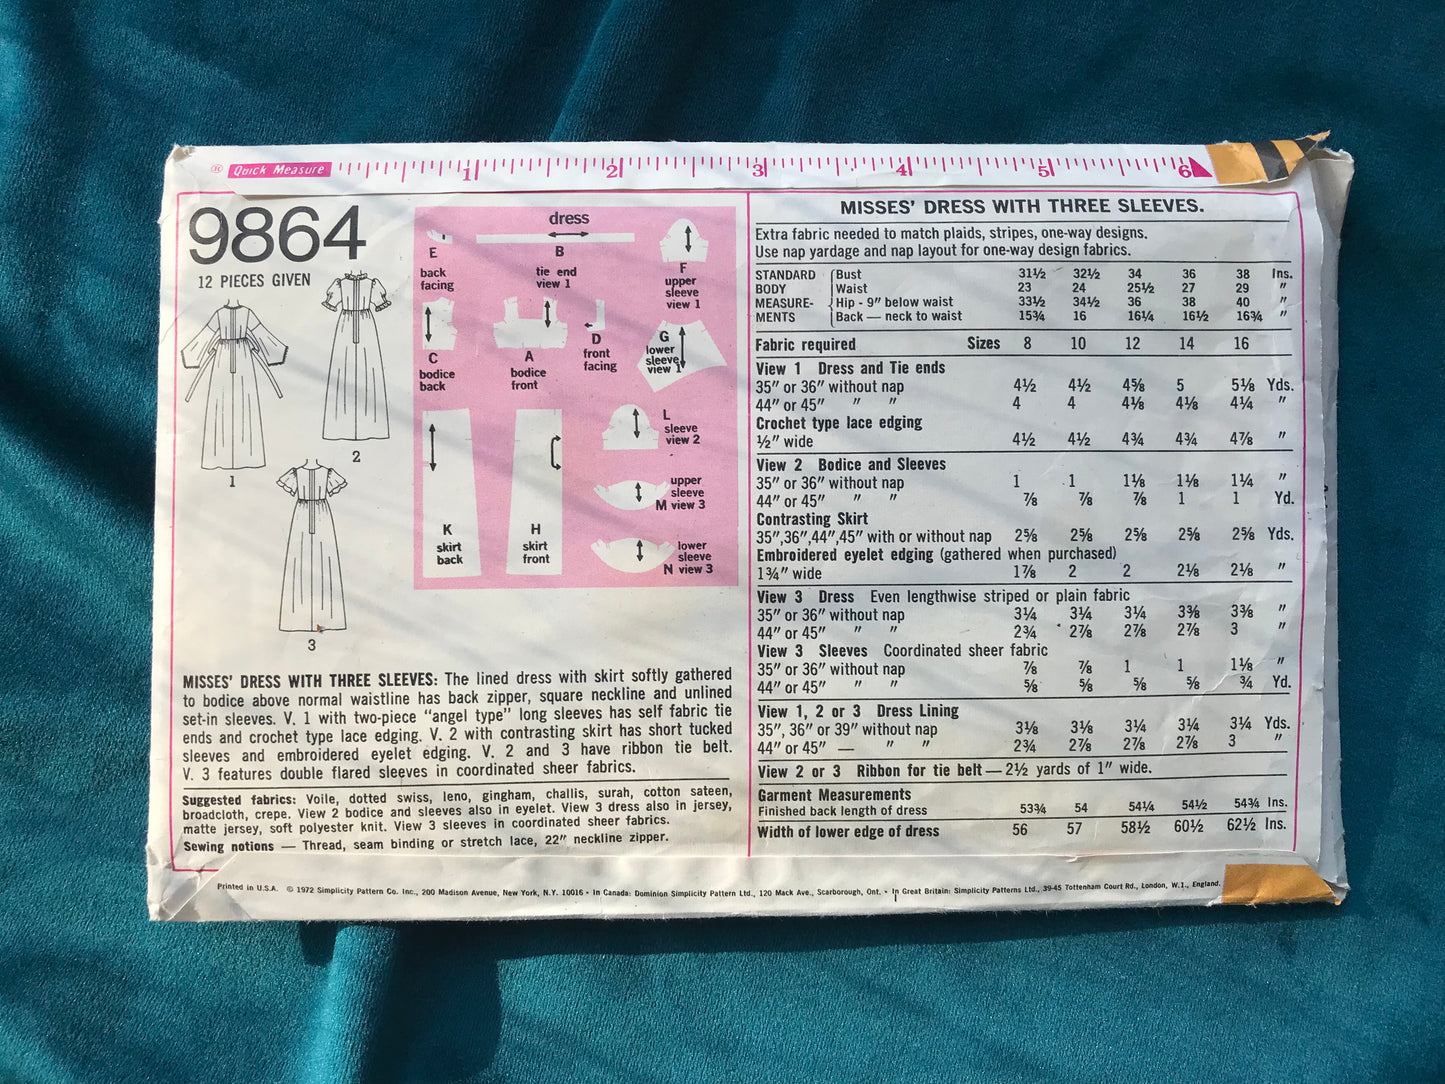 ® Quick Measure 1 2 3 4 5 6
9864
12 PIECES GIVEN
1
2
3
dress
E
back
facing
B
tie end
view 1
F
upper
sleeve
view 1
C
bodice
back
A
bodice
front
D
front
facing
G
lower
sleeve
view 1
L
sleeve
view 2
upper
sleeve
M view 3
K
skirt
back
H
skirt
front
lower
sleeve
N view 3
MISSES' DRESS WITH THREE SLEEVES: The lined dress with skirt softly gathered
to bodice above normal waistline has back zipper, square neckline and unlined
set-in sleeves. V. 1 with two-piece "angel type" long sleeves has self fabric tie
ends and crochet type lace edging. V. 2 with contrasting skirt has short tucked
sleeves and embroidered eyelet edging. V. 2 and 3 have ribbon tie belt.
V. 3 features double flared sleeves in coordinated sheer fabrics.
Suggested fabrics: Voile, dotted swiss, leno, gingham, challis, surah, cotton sateen,
broadcloth, crepe. View 2 bodice and sleeves also in eyelet. View 3 dress also in jersey,
matte jersey, soft polyester knit. View 3 sleeves in coordinated sheer fabrics.
Sewing notions — Thread, seam binding or stretch lace, 22" neckline zipper.
MISSES' DRESS WITH THREE SLEEVES.
Extra fabric needed to match plaids, stripes, one-way designs.
Use nap yardage and nap layout for one-way design fabrics.
STANDARD Bust 31½ 32½ 34 36 38 Ins.
BODY Waist 23 24 25½ 27 29 "
MEASURE- Hip - 9" below waist 33½ 34½ 36 38 40 "
MENTS Back — neck to waist 15¾ 16 16¼ 16½ 16¾ "
Fabric required Sizes 8 10 12 14 16
View 1 Dress and Tie ends
35" or 36" without nap 4½ 4½ 4⅝ 5 5⅛ Yds.
44" or 45" " " 4 4 4⅛ 4⅛ 4¼ "
Crochet type lace edging
½" wide 4½ 4½ 4¾ 4¾ 4⅞ "
View 2 Bodice and Sleeves
35" or 36" without nap 1 1 1⅛ 1⅛ 1¼ "
44" or 45" " " ⅞ ⅞ ⅞ 1 1 Yd.
Contrasting Skirt
35",36",44",45" with or without nap 2⅝ 2⅝ 2⅝ 2⅝ 2⅝ Yds.
Embroidered eyelet edging (gathered when purchased)
1¾" wide 1⅞ 2 2 2⅛ 2⅛ "
View 3 Dress Even lengthwise striped or plain fabric
35" or 36" without nap 3¼ 3¼ 3¼ 3⅜ 3⅜ "
44" or 45" " " 2¾ 2⅞ 2⅞ 2⅞ 3 "
View 3 Sleeves Coordinated sheer fabric
35" or 36" without nap ⅞ ⅞ 1 1 1⅛ "
44" or 45" " " ⅝ ⅝ ⅝ ⅝ ¾ Yd.
View 1, 2 or 3 Dress Lining
35", 36" or 39" without nap 3⅛ 3⅛ 3¼ 3¼ 3¼ Yds.
44" or 45" — " " 2¾ 2⅞ 2⅞ 2⅞ 3 "
View 2 or 3 Ribbon for tie belt — 2½ yards of 1" wide.
Garment Measurements
Finished back length of dress 53¾ 54 54¼ 54½ 54¾ Ins.
Width of lower edge of dress 56 57 58½ 60½ 62½ Ins.
Printed in U.S.A. © 1972 Simplicity Pattern Co. Inc., 200 Madison Avenue, New York, N.Y. 10016 • In Canada: Dominion Simplicity Pattern Ltd., 120 Mack Ave., Scarborough, Ont. • In Great Britain: Simplicity Patterns Ltd., 39-45 Tottenham Court Rd., London, W.1., England.